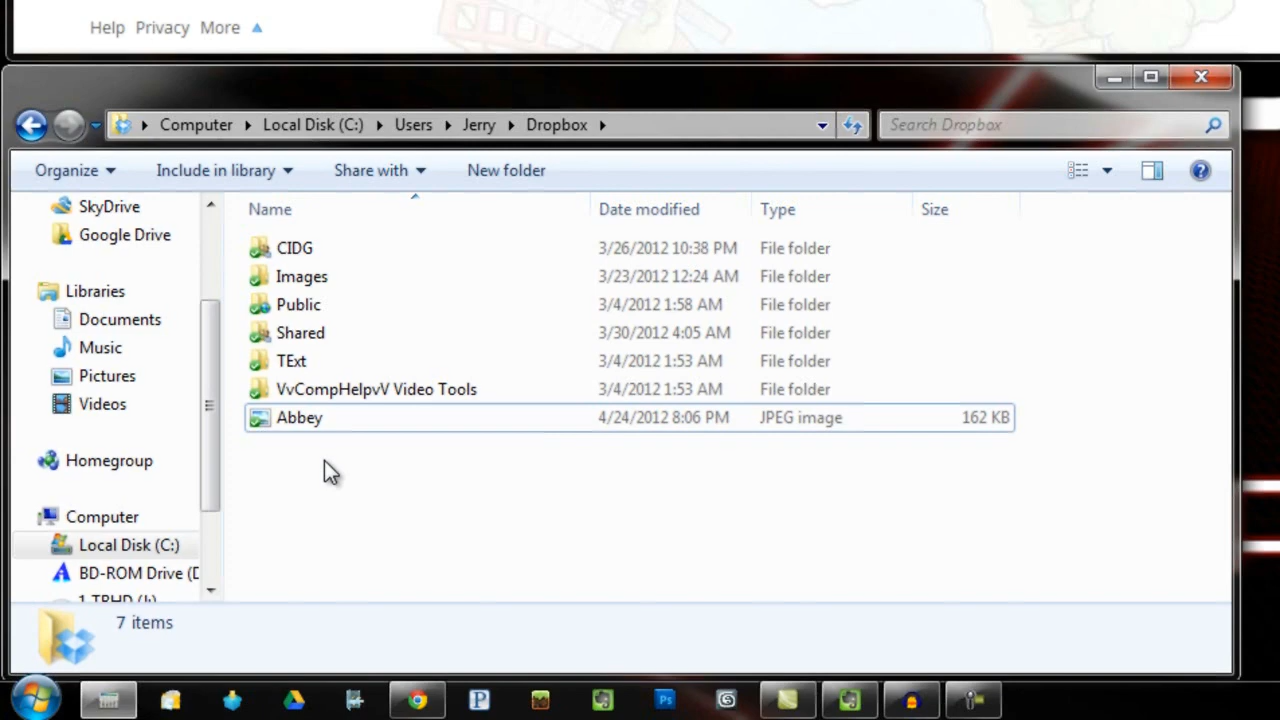 Help Privacy More
Computer Local Disk (C:) Users Jerry Dropbox Search Dropbox
Organize Include in library Share with New folder
SkyDrive
Google Drive
Libraries
Documents
Music
Pictures
Videos
Homegroup
Computer
Local Disk (C:)
BD-ROM Drive (D
Name Date modified Type Size
CIDG 3/26/2012 10:38 PM File folder
Images 3/23/2012 12:24 AM File folder
Public 3/4/2012 1:58 AM File folder
Shared 3/30/2012 4:05 AM File folder
TExt 3/4/2012 1:53 AM File folder
VvCompHelpvV Video Tools 3/4/2012 1:53 AM File folder
Abbey 4/24/2012 8:06 PM JPEG image 162 KB
7 items
Ps